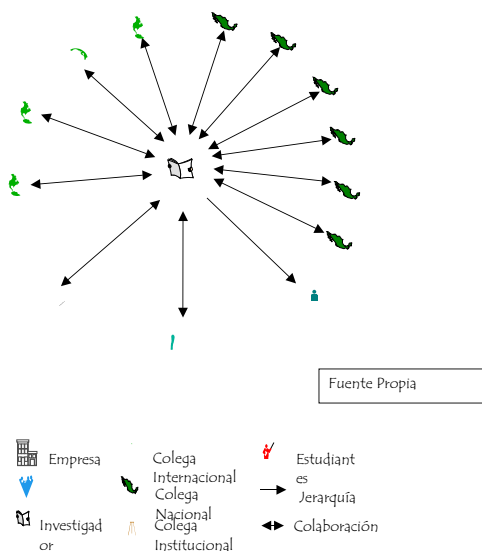 Fuente Propia
Empresa
Colega
Internacional
Estudiant
es
Colega
Nacional
Jerarquía
Investigad
or
Colega
Institucional
Colaboración